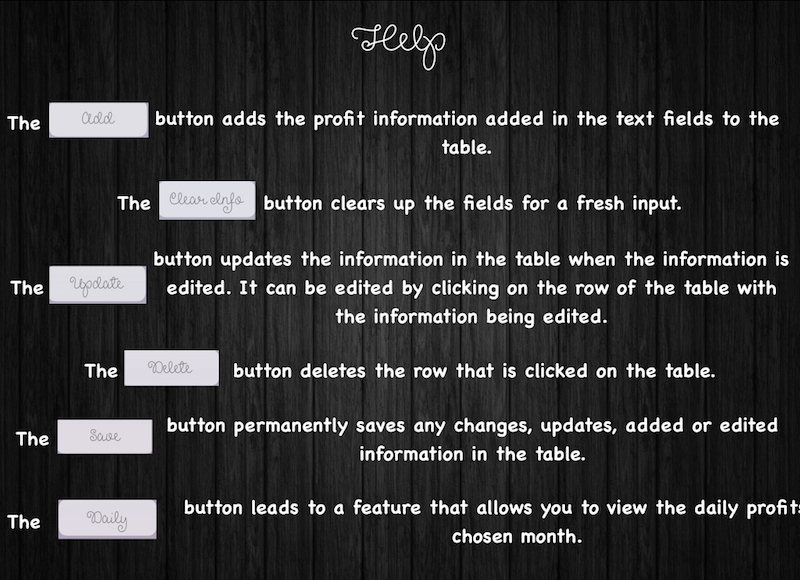 Help
The Add button adds the profit information added in the text fields to the
table.
The Clear Info button clears up the fields for a fresh input.
button updates the information in the table when the information is
The Update edited. It can be edited by clicking on the row of the table with
the information being edited.
The Delete button deletes the row that is clicked on the table.
The Save button permanently saves any changes, updates, added or edited
information in the table.
The Daily button leads to a feature that allows you to view the daily profits
chosen month.